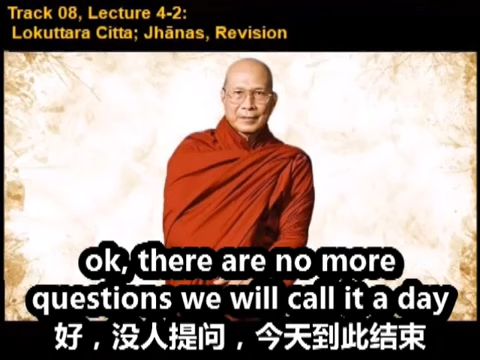 Track 08, Lecture 4-2:
Lokuttara Citta; Jhānas, Revision
ok, there are no more
questions we will call it a day
好，没人提问，今天到此结束